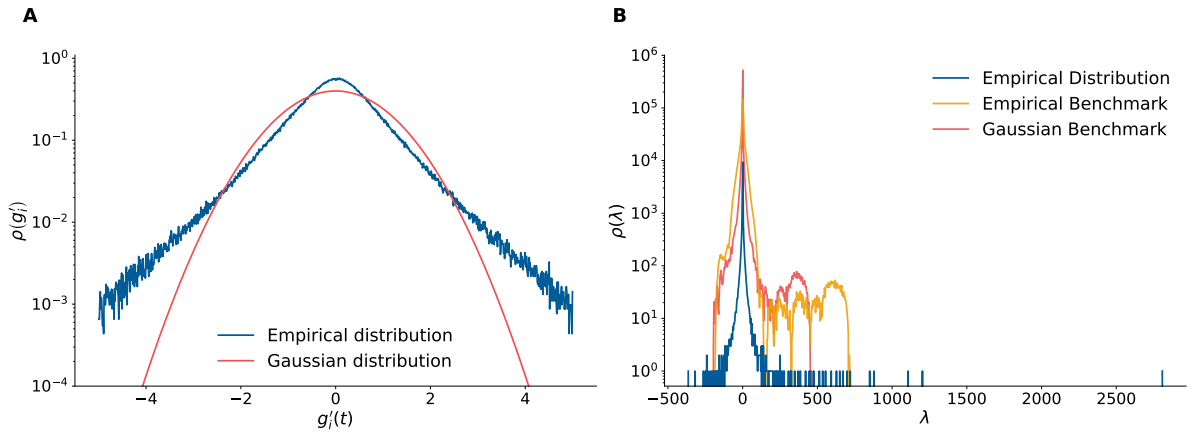 A
10^0
10^-1
10^-2
10^-3
10^-4
ρ(g′_i)
−4
−2
0
2
4
g′_i(t)
Empirical distribution
Gaussian distribution
B
10^6
10^5
10^4
10^3
10^2
10^1
10^0
ρ(λ)
−500
0
500
1000
1500
2000
2500
λ
Empirical Distribution
Empirical Benchmark
Gaussian Benchmark